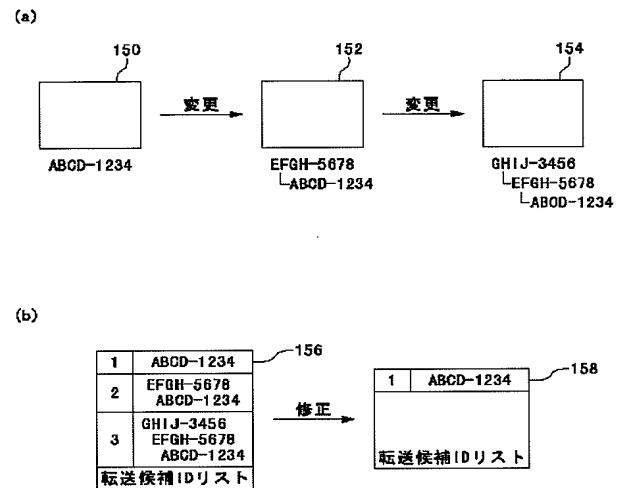 (a)
150
152
154
変更
変更
ABCD-1234
EFGH-5678
ABCD-1234
GHIJ-3456
EFGH-5678
ABCD-1234
(b)
156
1 ABCD-1234
2 EFGH-5678
ABCD-1234
3 GHIJ-3456
EFGH-5678
ABCD-1234
転送候補IDリスト
修正
158
1 ABCD-1234
転送候補IDリスト